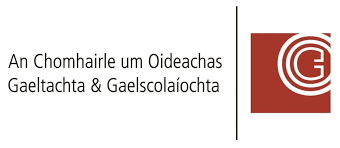 An Chomhairle um Oideachas
Gaeltachta & Gaelscolaíochta
G